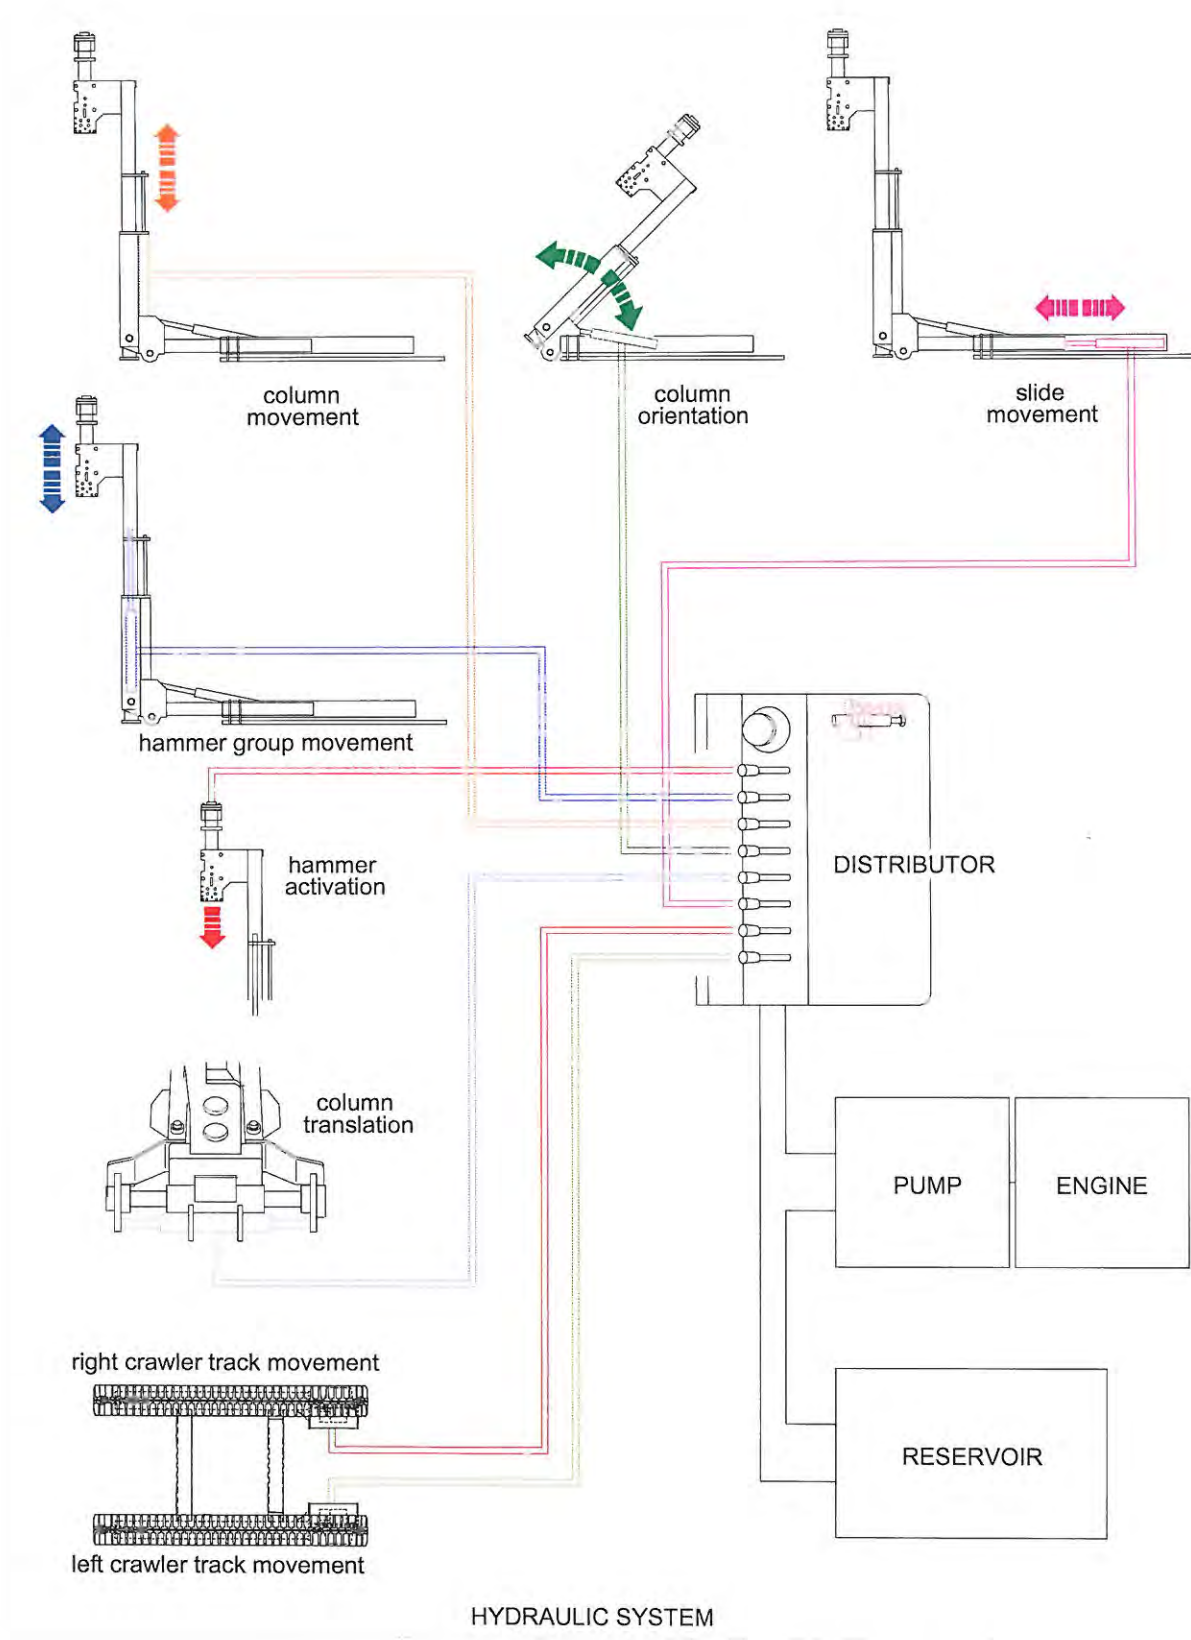 column
movement
column
orientation
slide
movement
hammer group movement
hammer
activation
DISTRIBUTOR
column
translation
PUMP
ENGINE
right crawler track movement
RESERVOIR
left crawler track movement
HYDRAULIC SYSTEM